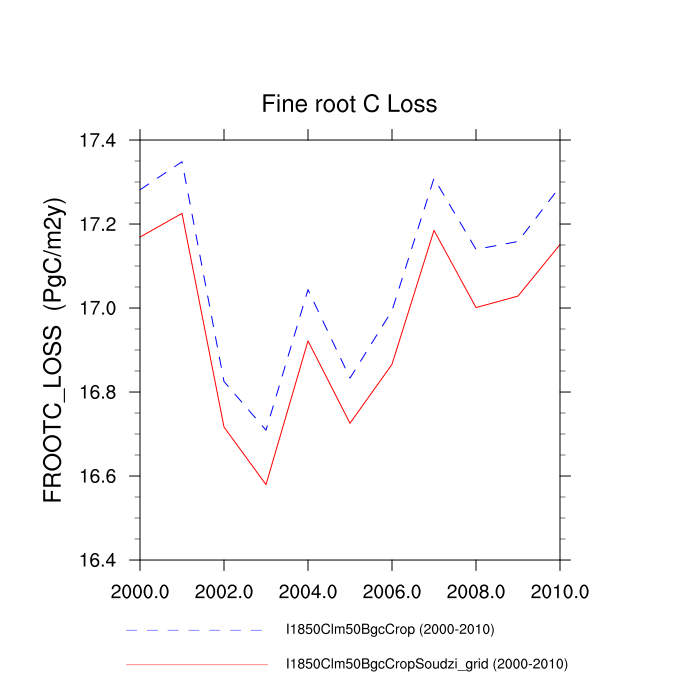 Fine root C Loss
17.4
17.2
17.0
16.8
16.6
16.4
FROOTC_LOSS (PgC/m2y)
2000.0 2002.0 2004.0 2006.0 2008.0 2010.0
I1850Clm50BgcCrop (2000-2010)
I1850Clm50BgcCropSoudzi_grid (2000-2010)